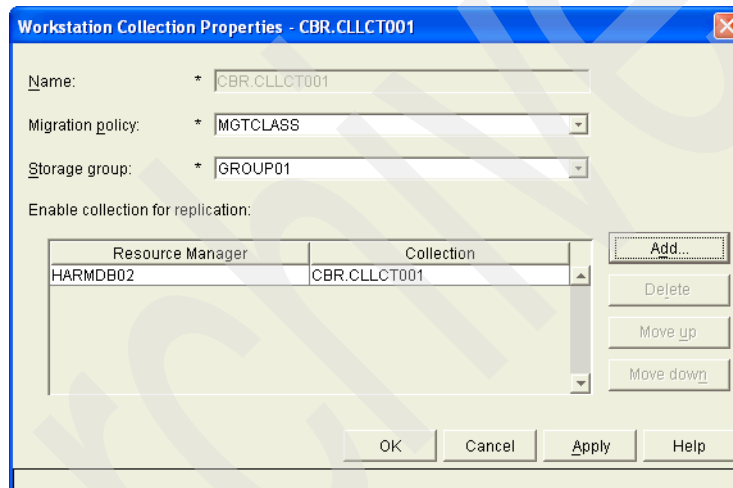 Workstation Collection Properties - CBR.CLLCT001
Name: * CBR.CLLCT001
Migration policy: * MGTCLASS
Storage group: * GROUP01
Enable collection for replication:
Resource Manager Collection
HARMDB02 CBR.CLLCT001
Add...
Delete
Move up
Move down
OK Cancel Apply Help